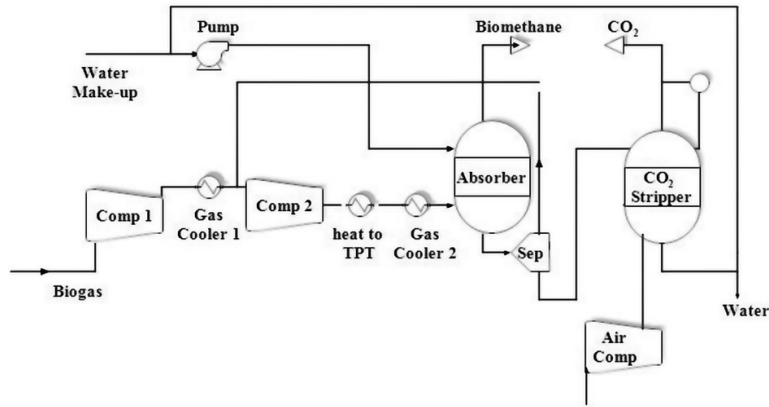 Pump
Biomethane
CO₂
Water
Make-up
Absorber
CO₂
Stripper
Comp 1
Comp 2
Gas
Cooler 1
heat to
TPT
Gas
Cooler 2
Sep
Biogas
Water
Air
Comp